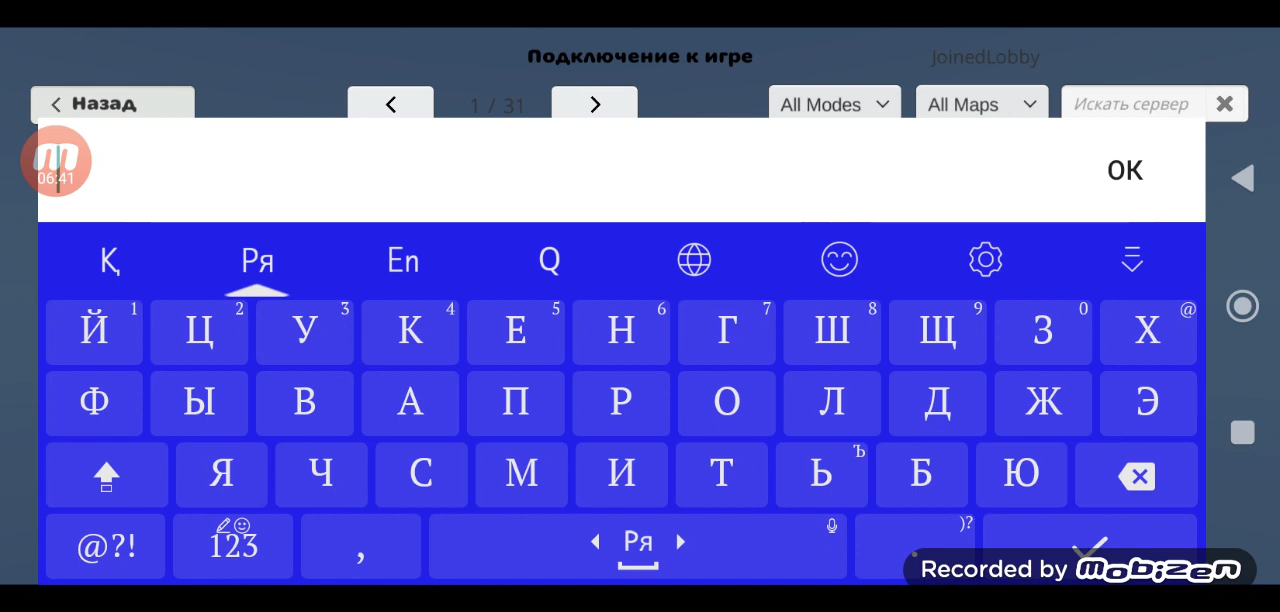 Подключение к игре
JoinedLobby
Назад
1 / 31
All Modes
All Maps
Искать сервер
06:41
OK
Қ Ря En Q
Й 1 Ц 2 У 3 К 4 Е 5 Н 6 Г 7 Ш 8 Щ 9 З 0 Х @
Ф Ы В А П Р О Л Д Ж Э
Я Ч С М И Т Ь Ъ Б Ю
@?! 123 , Ря . )?
Recorded by mobizen